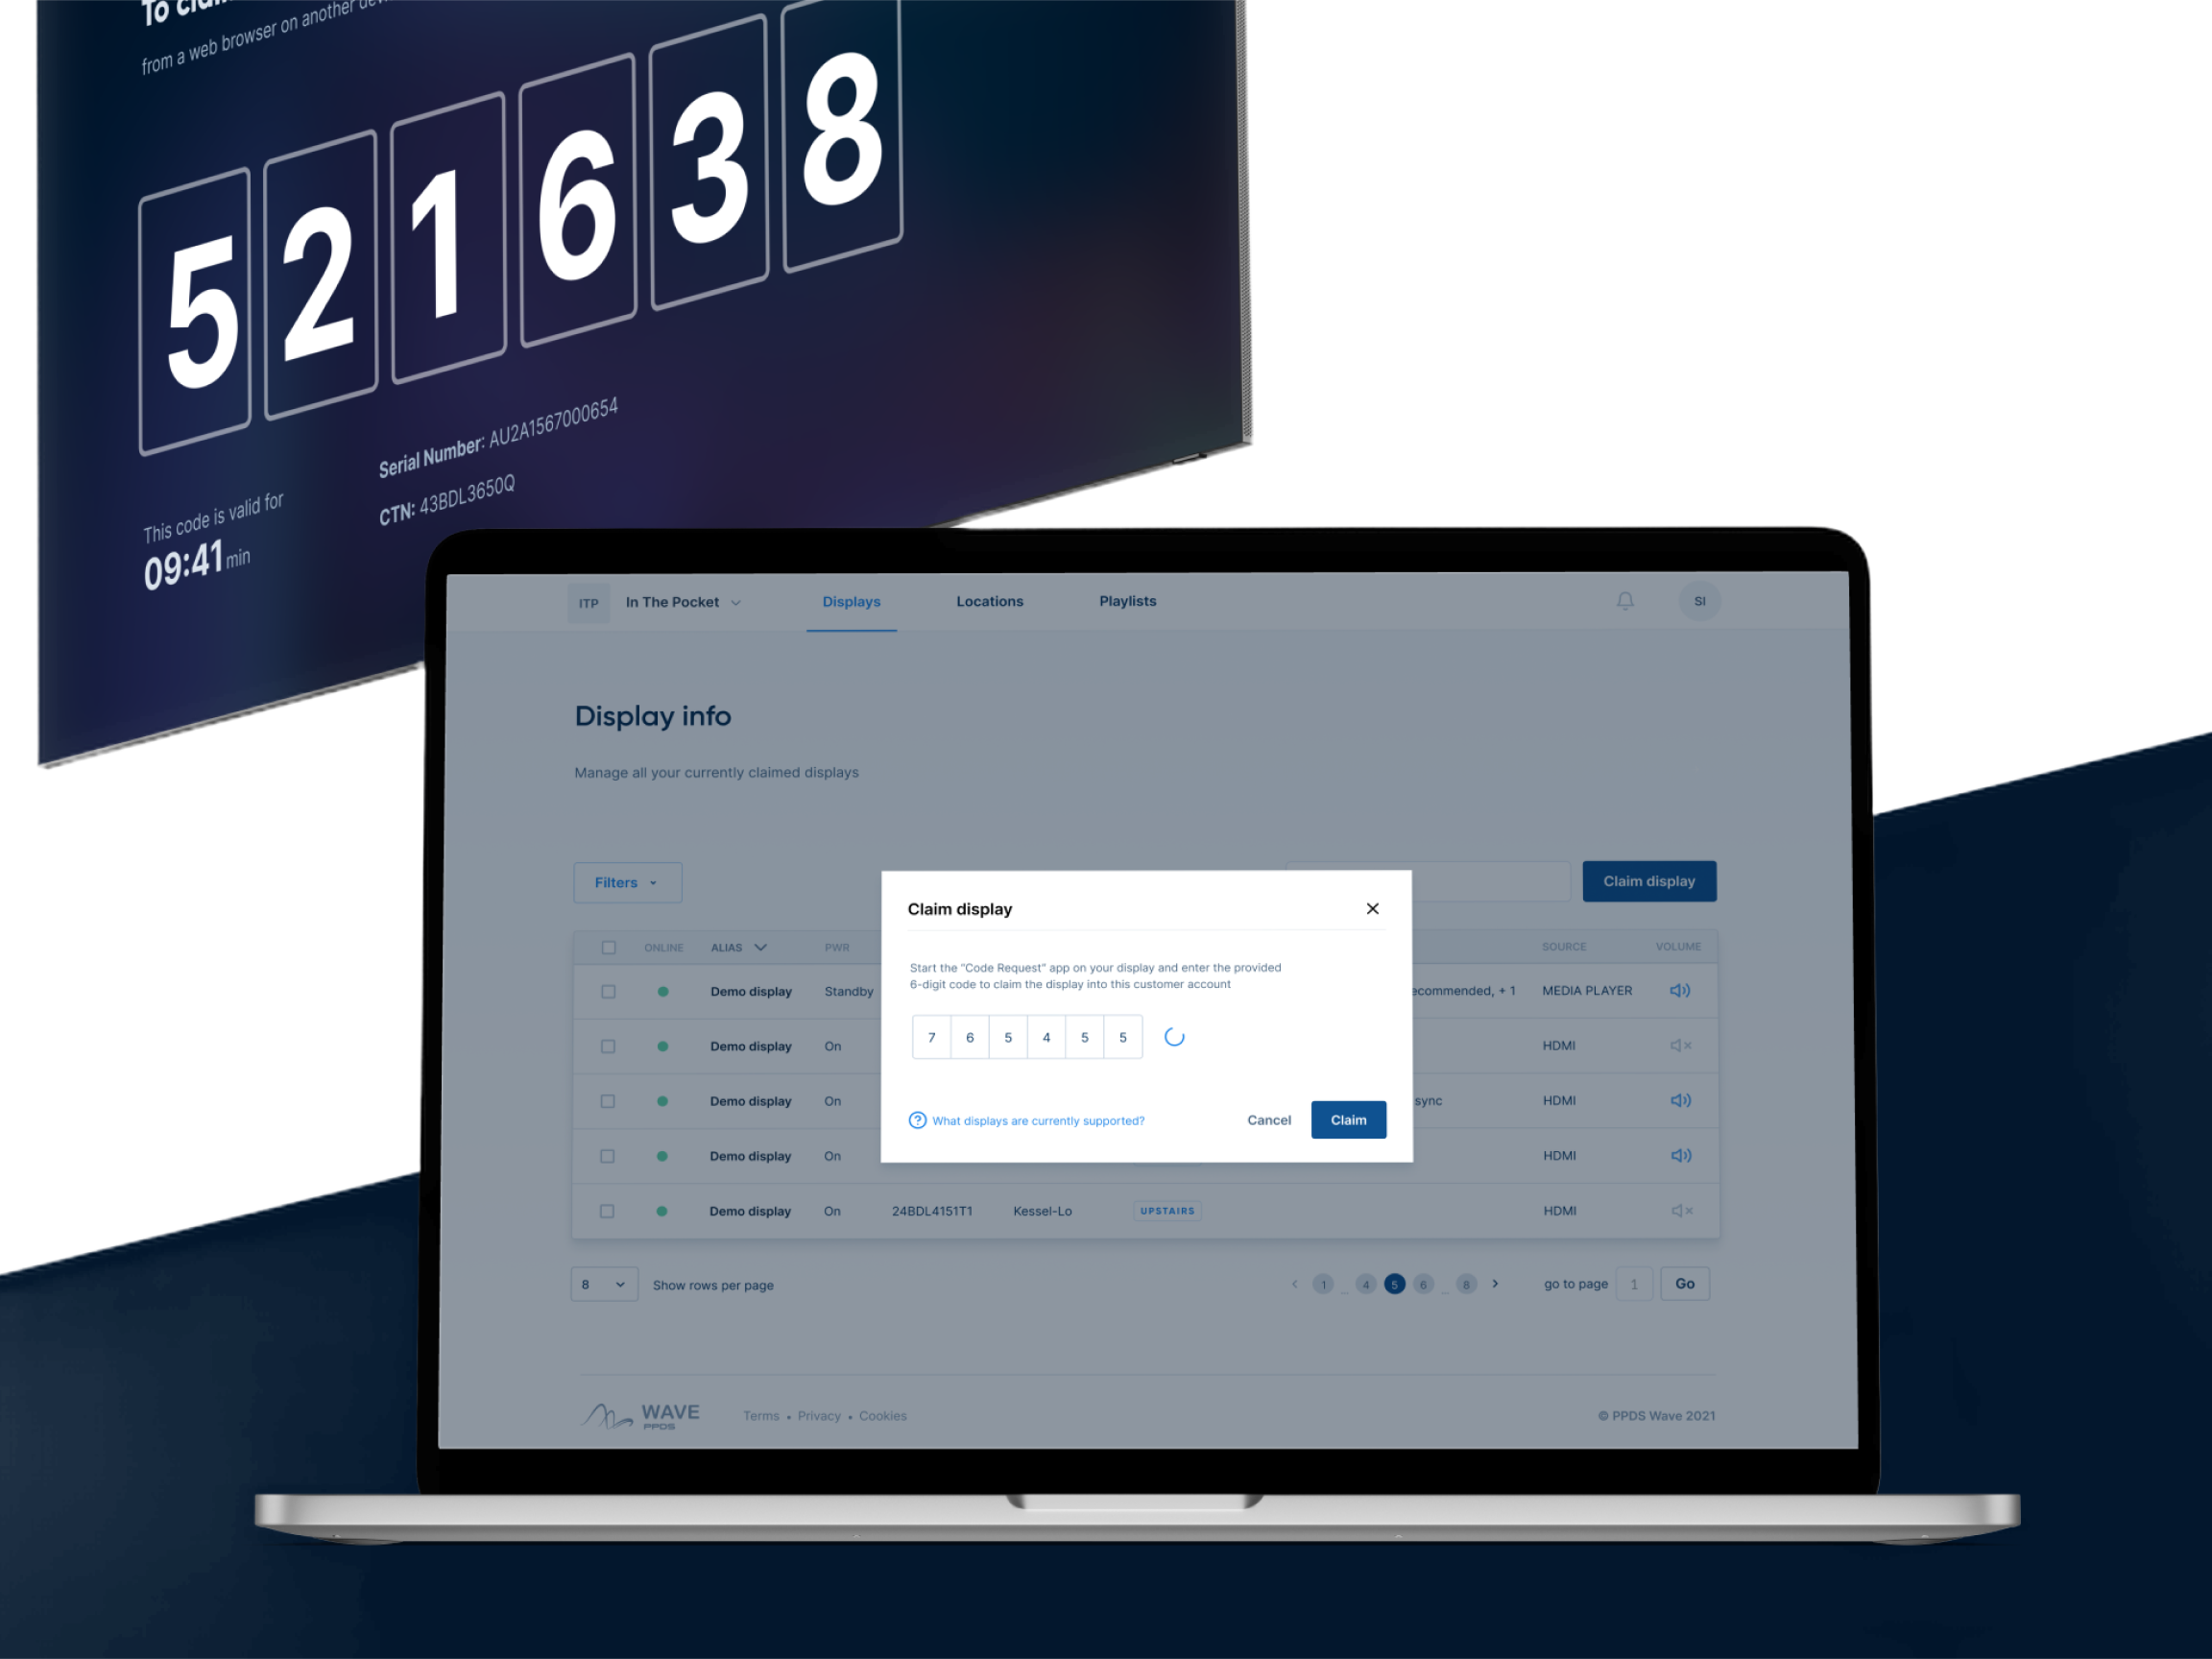 To
from a web browser on another
5 2 1 6 3 8
Serial Number: AU2A1567000654
CTN: 43BDL3650Q
This code is valid for
09:41 min
ITP In The Pocket Displays Locations Playlists SI
Display info
Manage all your currently claimed displays
Filters Claim display
ONLINE ALIAS PWR SOURCE VOLUME
Demo display Standby ecommended, + 1 MEDIA PLAYER
Demo display On HDMI
Demo display On sync HDMI
Demo display On HDMI
Demo display On 24BDL4151T1 Kessel-Lo UPSTAIRS HDMI
Claim display
Start the "Code Request" app on your display and enter the provided
6-digit code to claim the display into this customer account
7 6 5 4 5 5
? What displays are currently supported? Cancel Claim
8 Show rows per page < 1 ... 4 5 6 ... 8 > go to page 1 Go
WAVE
PPDS
Terms • Privacy • Cookies © PPDS Wave 2021